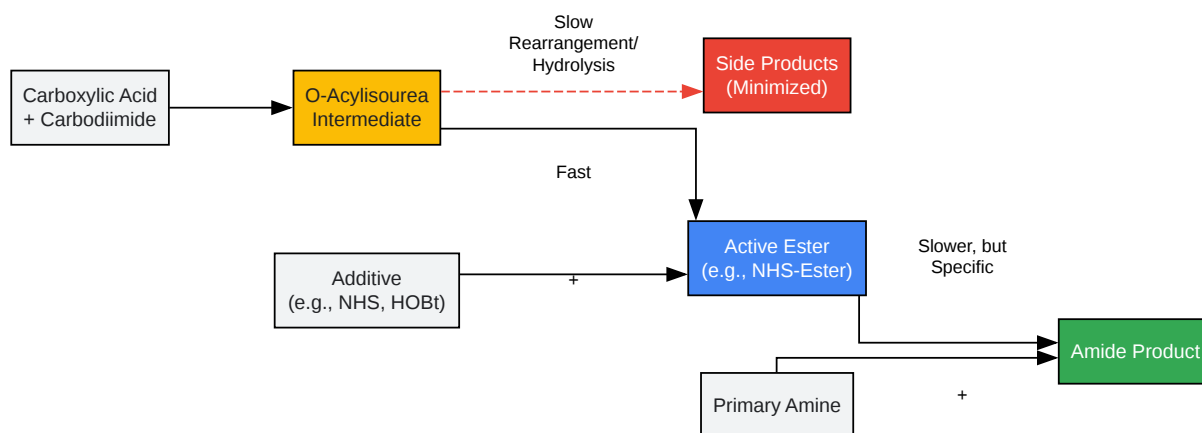 Slow
Rearrangement/
Hydrolysis
Side Products
(Minimized)
Carboxylic Acid
+ Carbodiimide
O-Acylisourea
Intermediate
Fast
Active Ester
(e.g., NHS-Ester)
Slower, but
Specific
Additive
(e.g., NHS, HOBt)
+
Amide Product
Primary Amine
+